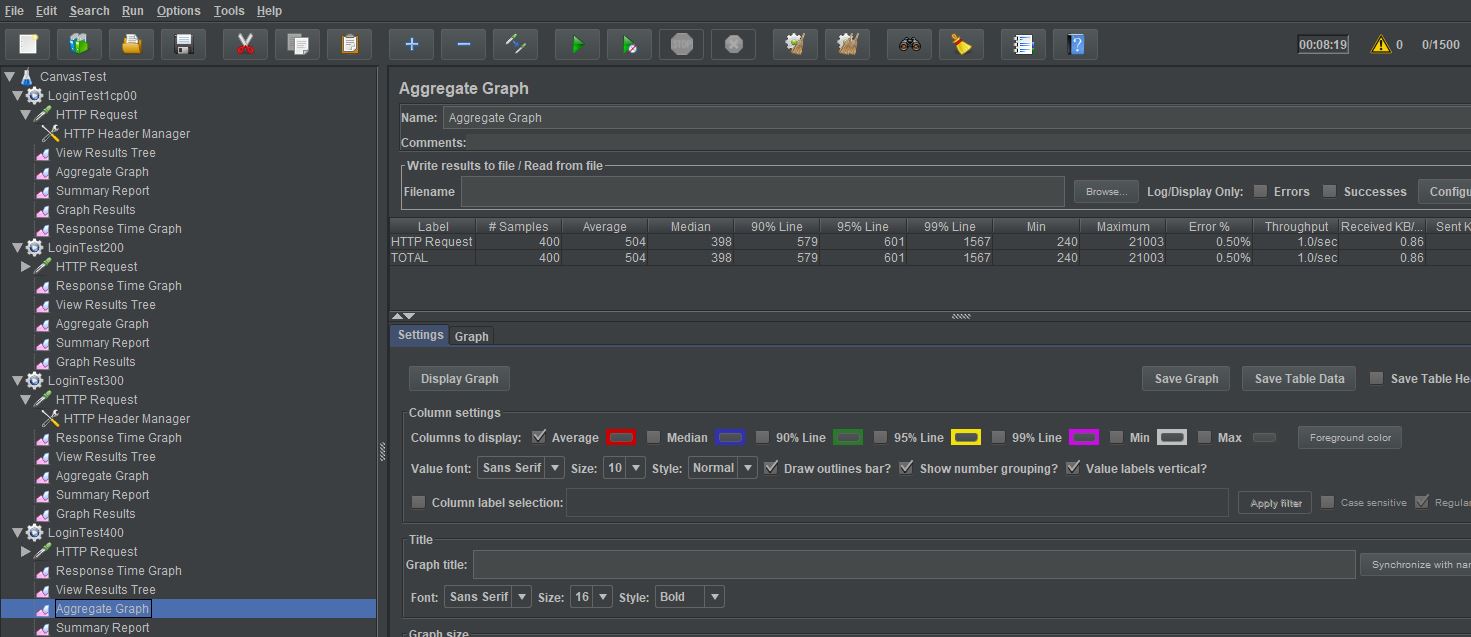 File Edit Search Run Options Tools Help
STOP 00:08:19 0 0/1500
CanvasTest
LoginTest1cp00
HTTP Request
HTTP Header Manager
View Results Tree
Aggregate Graph
Summary Report
Graph Results
Response Time Graph
LoginTest200
HTTP Request
Response Time Graph
View Results Tree
Aggregate Graph
Summary Report
Graph Results
LoginTest300
HTTP Request
HTTP Header Manager
Response Time Graph
View Results Tree
Aggregate Graph
Summary Report
Graph Results
LoginTest400
HTTP Request
Response Time Graph
View Results Tree
Aggregate Graph
Summary Report
Aggregate Graph
Name: Aggregate Graph
Comments:
Write results to file / Read from file
Filename Browse... Log/Display Only: Errors Successes Configu
Label # Samples Average Median 90% Line 95% Line 99% Line Min Maximum Error % Throughput Received KB/... Sent K
HTTP Request 400 504 398 579 601 1567 240 21003 0.50% 1.0/sec 0.86
TOTAL 400 504 398 579 601 1567 240 21003 0.50% 1.0/sec 0.86
Settings Graph
Display Graph Save Graph Save Table Data Save Table He
Column settings
Columns to display: Average Median 90% Line 95% Line 99% Line Min Max Foreground color
Value font: Sans Serif Size: 10 Style: Normal Draw outlines bar? Show number grouping? Value labels vertical?
Column label selection: Apply filter Case sensitive Regula
Title
Graph title: Synchronize with nam
Font: Sans Serif Size: 16 Style: Bold
Graph size